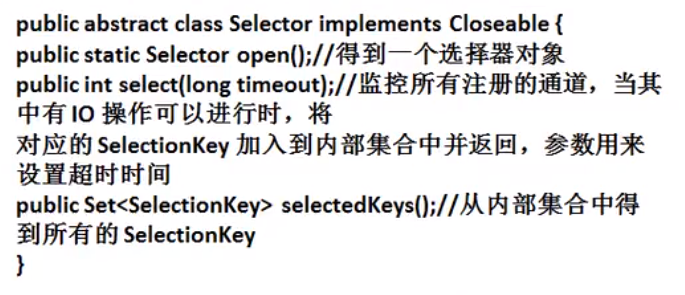 public abstract class Selector implements Closeable {
public static Selector open();//得到一个选择器对象
public int select(long timeout);//监控所有注册的通道，当其
中有 IO 操作可以进行时，将
对应的 SelectionKey 加入到内部集合中并返回，参数用来
设置超时时间
public Set<SelectionKey> selectedKeys();//从内部集合中得
到所有的 SelectionKey
}